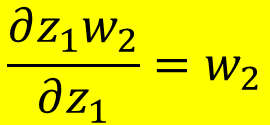 ∂z₁w₂/∂z₁ = w₂